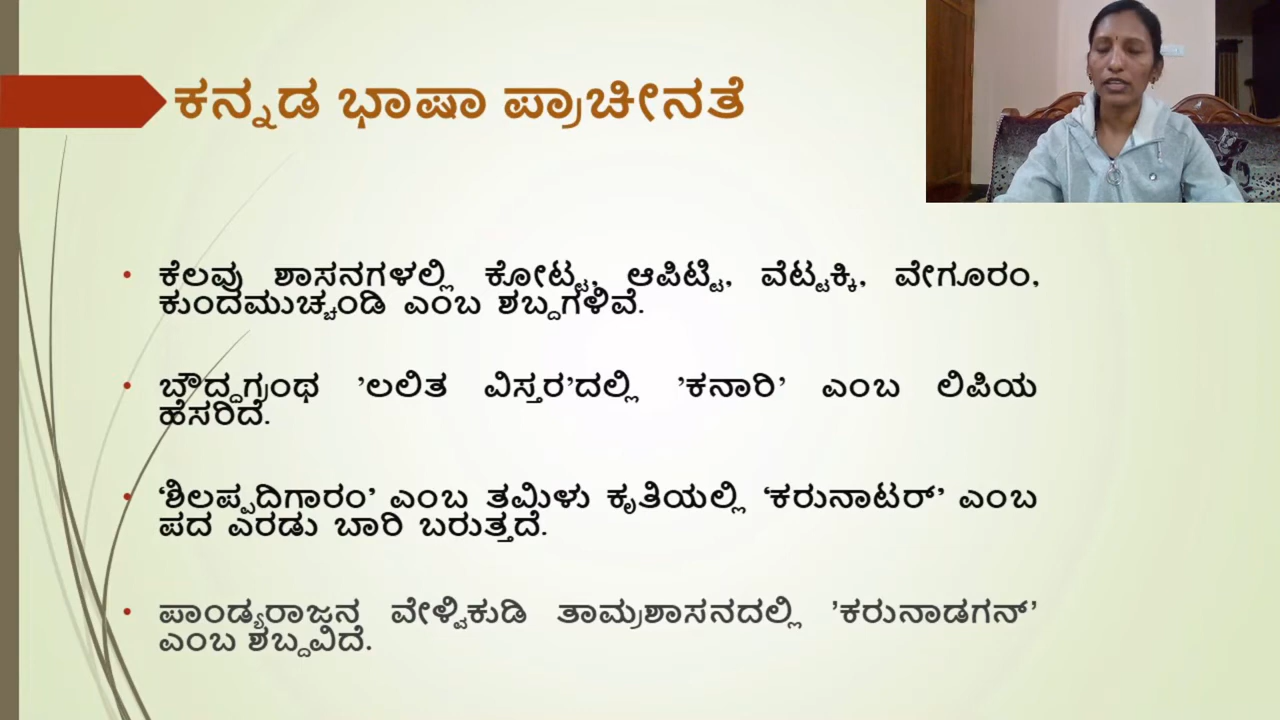 ಕನ್ನಡ ಭಾಷಾ ಪ್ರಾಚೀನತೆ
• ಕೆಲವು ಶಾಸನಗಳಲ್ಲಿ ಕೋಟ್ಟ, ಆಪಿಟ್ಟಿ, ವೆಟ್ಟಕ್ಕಿ, ವೇಗೂರಂ,
ಕುಂದಮುಚ್ಚಂಡಿ ಎಂಬ ಶಬ್ದಗಳಿವೆ.
• ಬೌದ್ದಗ್ರಂಥ ’ಲಲಿತ ವಿಸ್ತರ’ದಲ್ಲಿ ’ಕನಾರಿ’ ಎಂಬ ಲಿಪಿಯ
ಹೆಸರಿದೆ.
• ‘ಶಿಲಪ್ಪದಿಗಾರಂ’ ಎಂಬ ತಮಿಳು ಕೃತಿಯಲ್ಲಿ ‘ಕರುನಾಟರ್’ ಎಂಬ
ಪದ ಎರಡು ಬಾರಿ ಬರುತ್ತದೆ.
• ಪಾಂಡ್ಯರಾಜನ ವೇಳ್ವಿಕುಡಿ ತಾಮ್ರಶಾಸನದಲ್ಲಿ ’ಕರುನಾಡಗನ್’
ಎಂಬ ಶಬ್ದವಿದೆ.